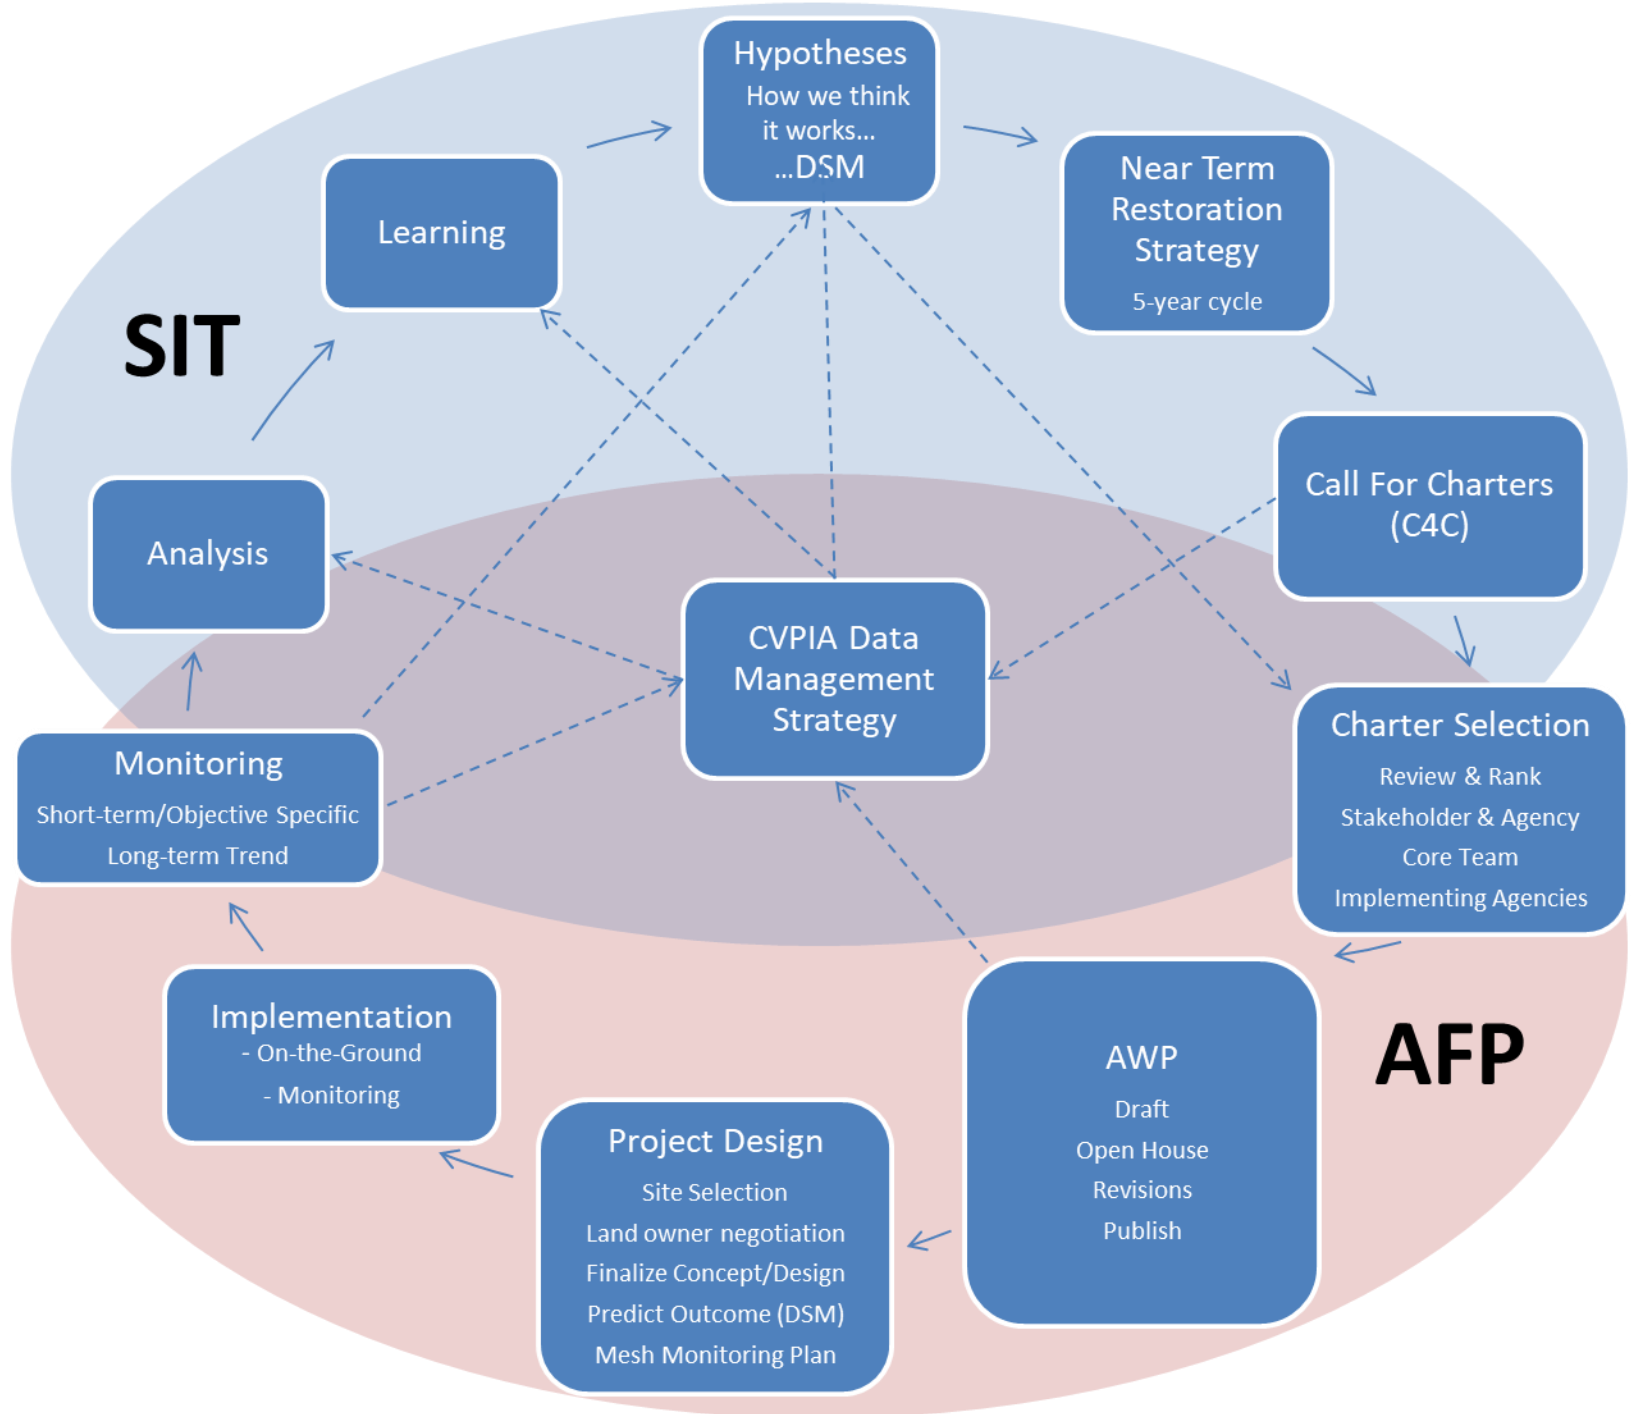 Hypotheses
How we think
it works...
...DSM
Near Term
Restoration
Strategy
5-year cycle
Learning
SIT
Call For Charters
(C4C)
Analysis
CVPIA Data
Management
Strategy
Charter Selection
Review & Rank
Stakeholder & Agency
Core Team
Implementing Agencies
Monitoring
Short-term/Objective Specific
Long-term Trend
Implementation
- On-the-Ground
- Monitoring
AFP
AWP
Draft
Open House
Revisions
Publish
Project Design
Site Selection
Land owner negotiation
Finalize Concept/Design
Predict Outcome (DSM)
Mesh Monitoring Plan